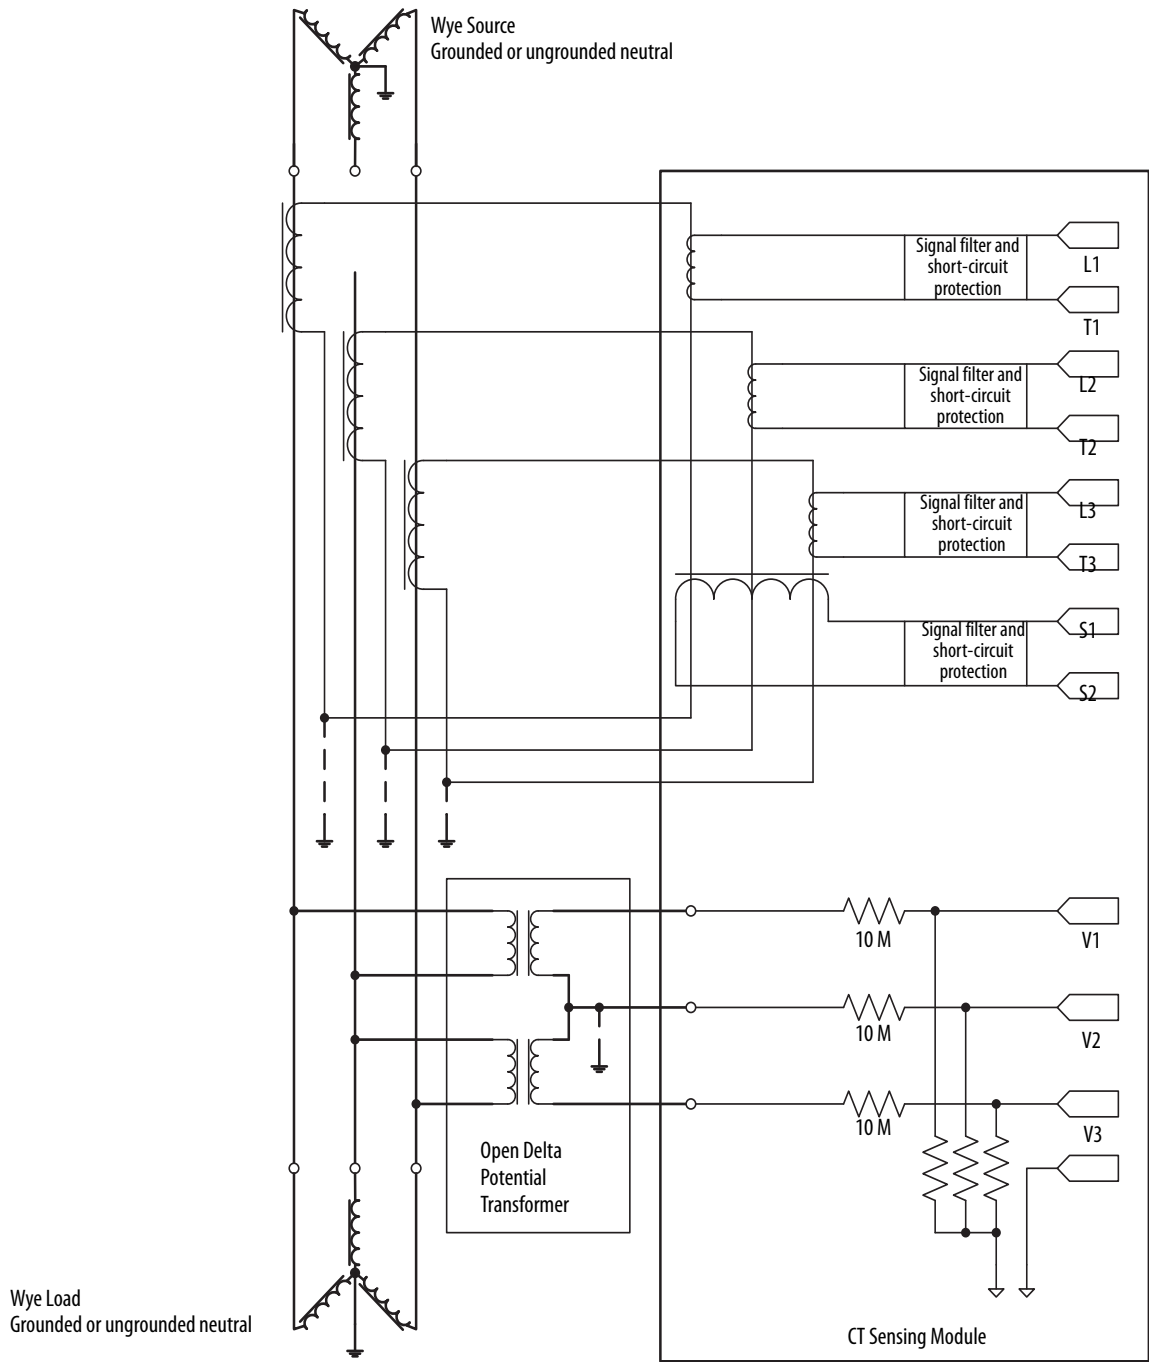 Wye Source
Grounded or ungrounded neutral
Signal filter and
short-circuit
protection
L1
T1
Signal filter and
short-circuit
protection
L2
T2
Signal filter and
short-circuit
protection
L3
T3
Signal filter and
short-circuit
protection
S1
S2
10 M
V1
10 M
V2
10 M
V3
Open Delta
Potential
Transformer
Wye Load
Grounded or ungrounded neutral
CT Sensing Module